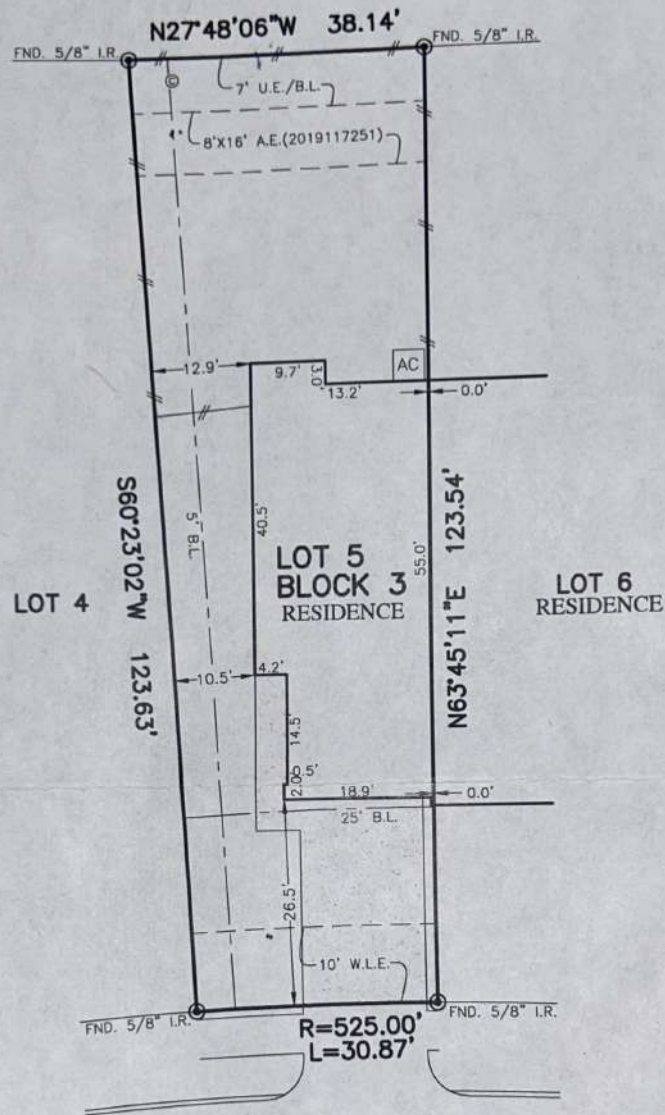 N27°48'06"W 38.14'
FND. 5/8" I.R.
FND. 5/8" I.R.
7' U.E./B.L.
8'X16' A.E.(2019117251)
AC
12.9'
9.7'
3.0'
13.2'
0.0'
S60°23'02"W 123.63'
5' B.L.
40.5'
LOT 5
BLOCK 3
RESIDENCE
55.0'
N63°45'11"E 123.54'
LOT 4
LOT 6
RESIDENCE
10.5'
4.2'
14.5'
0.5'
2.0'
18.9'
0.0'
25' B.L.
26.5'
10' W.L.E.
FND. 5/8" I.R.
FND. 5/8" I.R.
R=525.00'
L=30.87'